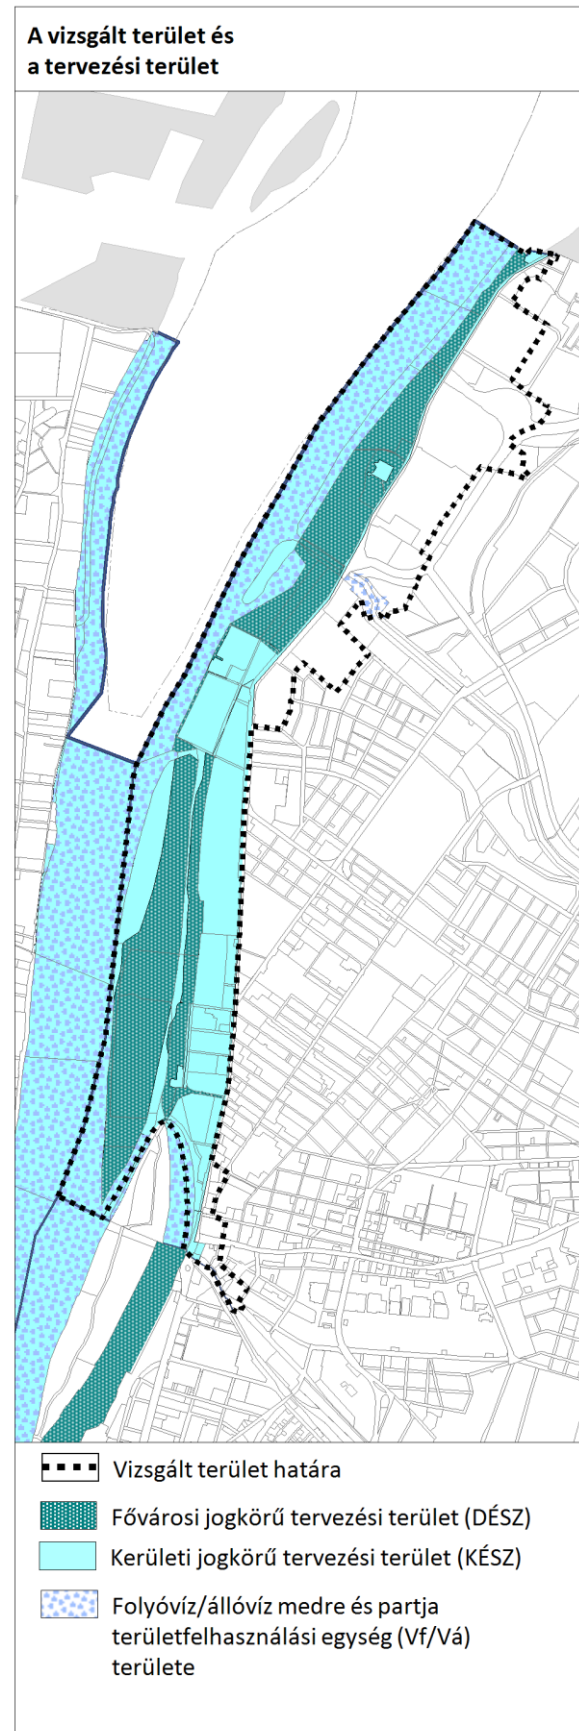 A vizsgált terület és
a tervezési terület
Vizsgált terület határa
Fővárosi jogkörű tervezési terület (DÉSZ)
Kerületi jogkörű tervezési terület (KÉSZ)
Folyóvíz/állóvíz medre és partja
területfelhasználási egység (Vf/Vá)
területe